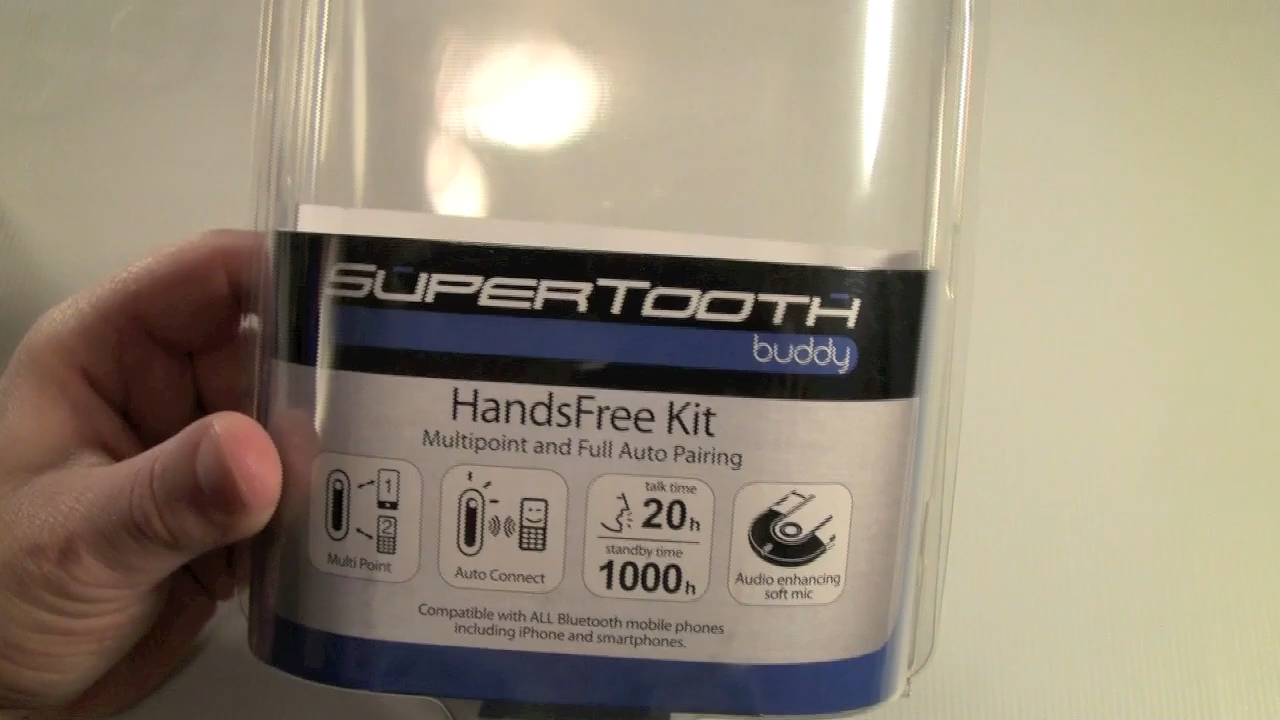 SUPERTOOTH
buddy
HandsFree Kit
Multipoint and Full Auto Pairing
1
2
Multi Point
Auto Connect
talk time
20h
standby time
1000h
Audio enhancing
soft mic
Compatible with ALL Bluetooth mobile phones
including iPhone and smartphones.